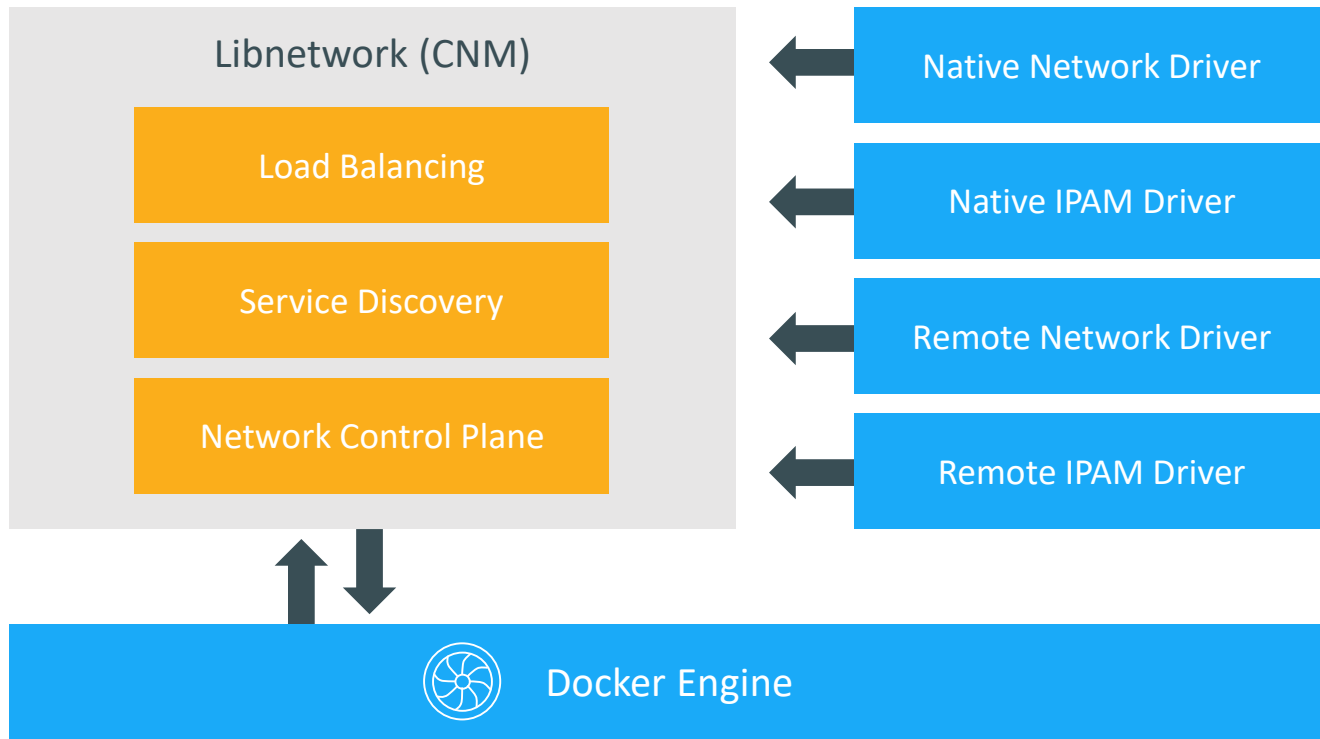 Libnetwork (CNM)
Load Balancing
Service Discovery
Network Control Plane
Native Network Driver
Native IPAM Driver
Remote Network Driver
Remote IPAM Driver
Docker Engine